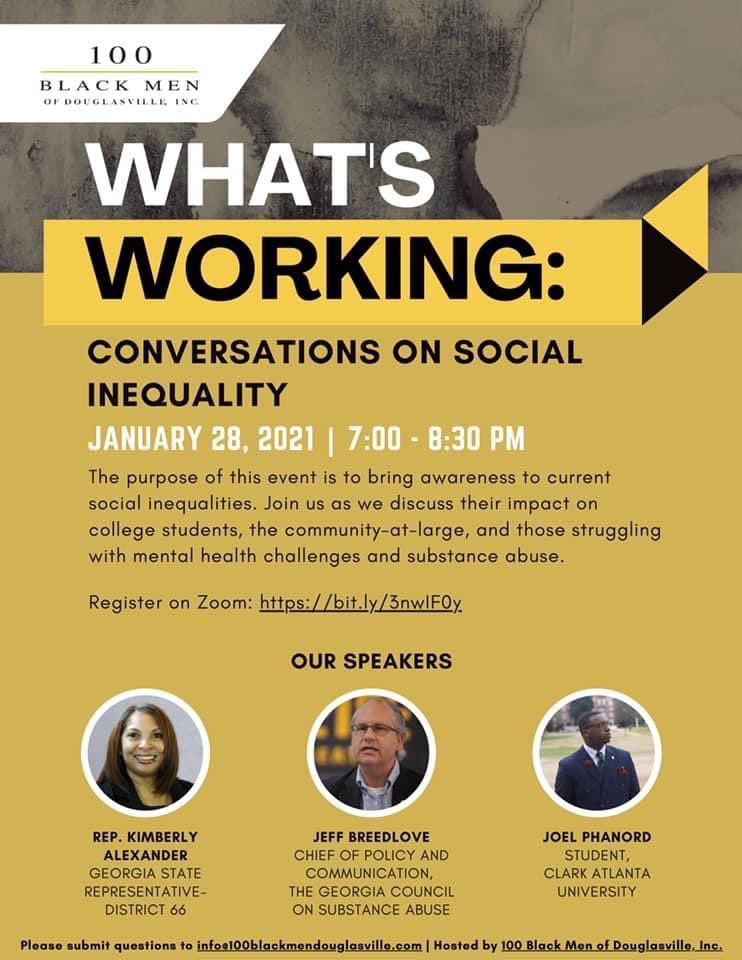 100
BLACK MEN
OF DOUGLASVILLE, INC.
WHAT'S
WORKING:
CONVERSATIONS ON SOCIAL
INEQUALITY
JANUARY 28, 2021 | 7:00 - 8:30 PM
The purpose of this event is to bring awareness to current
social inequalities. Join us as we discuss their impact on
college students, the community-at-large, and those struggling
with mental health challenges and substance abuse.
Register on Zoom: https://bit.ly/3nwIF0y
OUR SPEAKERS
REP. KIMBERLY
ALEXANDER
GEORGIA STATE
REPRESENTATIVE-
DISTRICT 66
JEFF BREEDLOVE
CHIEF OF POLICY AND
COMMUNICATION,
THE GEORGIA COUNCIL
ON SUBSTANCE ABUSE
JOEL PHANORD
STUDENT,
CLARK ATLANTA
UNIVERSITY
Please submit questions to info@100blackmendouglasville.com | Hosted by 100 Black Men of Douglasville, Inc.